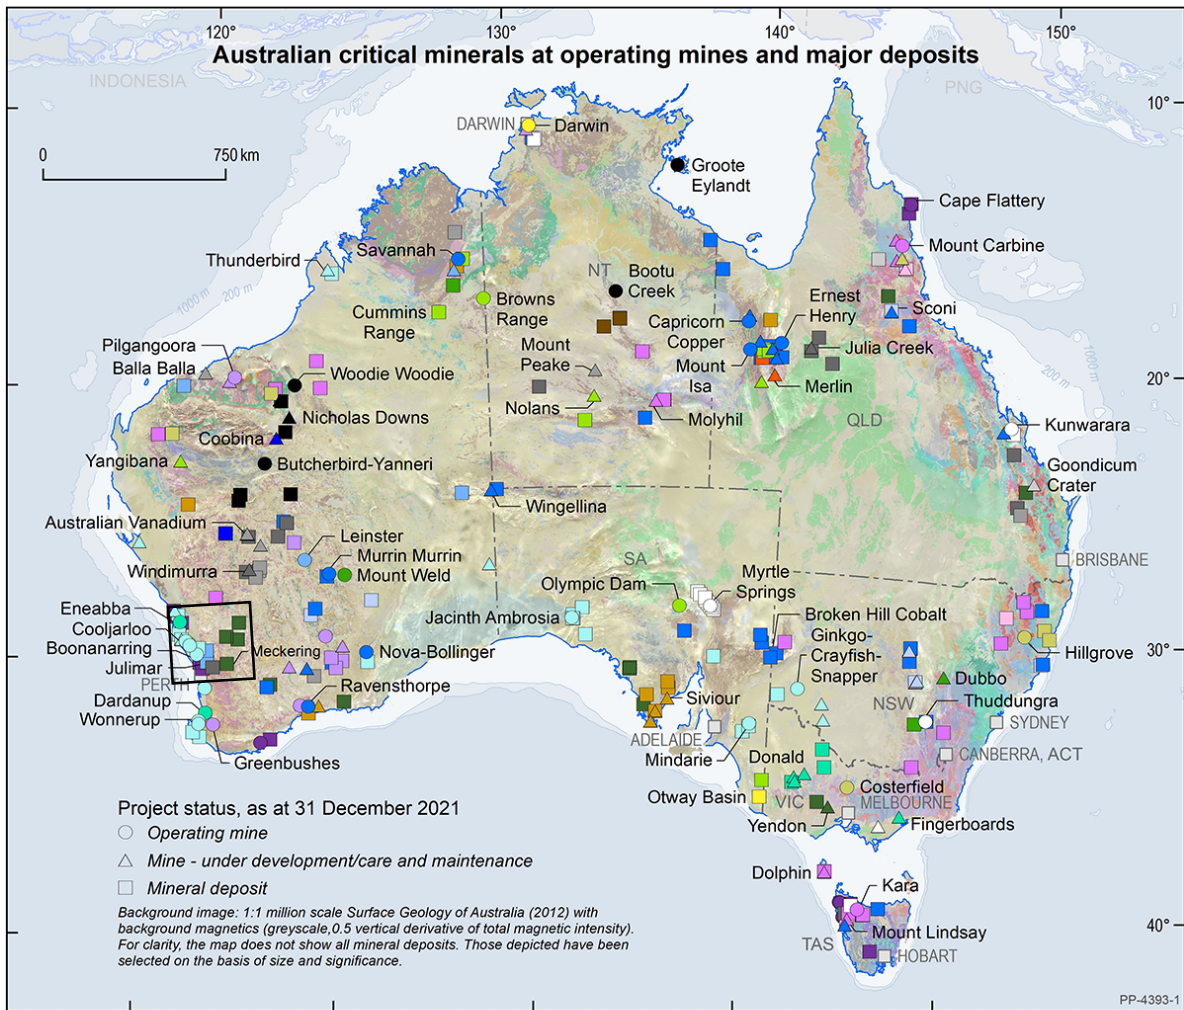 120°
130°
140°
150°
Australian critical minerals at operating mines and major deposits
INDONESIA
PNG
10°
DARWIN
Darwin
0
750 km
Groote
Eylandt
Cape Flattery
Savannah
Mount Carbine
Thunderbird
NT
Bootu
Creek
1000 m
200 m
Browns
Range
Ernest
Henry
Sconi
Cummins
Range
Capricorn
Copper
Pilgangoora
Mount
Peake
Julia Creek
Balla Balla
Woodie Woodie
Mount
Isa
Merlin
200 m
1000 m
20°
Nicholas Downs
Nolans
Molyhil
QLD
Kunwarara
Coobina
Yangibana
Butcherbird-Yanneri
Goondicum
Crater
Wingellina
Australian Vanadium
Leinster
SA
BRISBANE
Murrin Murrin
Windimurra
Mount Weld
Olympic Dam
Myrtle
Springs
Eneabba
Jacinth Ambrosia
Broken Hill Cobalt
Cooljarloo
Ginkgo-
Crayfish-
Snapper
Boonanarring
Meckering
Nova-Bollinger
Hillgrove
30°
Julimar
PERTH
Ravensthorpe
Siviour
Dubbo
Dardanup
NSW
Thuddungra
Wonnerup
SYDNEY
ADELAIDE
Mindarie
Donald
CANBERRA, ACT
Greenbushes
Otway Basin
VIC
Costerfield
MELBOURNE
Yendon
Fingerboards
Project status, as at 31 December 2021
Operating mine
Mine - under development/care and maintenance
Mineral deposit
Dolphin
Kara
Background image: 1:1 million scale Surface Geology of Australia (2012) with
background magnetics (greyscale,0.5 vertical derivative of total magnetic intensity).
For clarity, the map does not show all mineral deposits. Those depicted have been
selected on the basis of size and significance.
40°
Mount Lindsay
TAS
HOBART
PP-4393-1